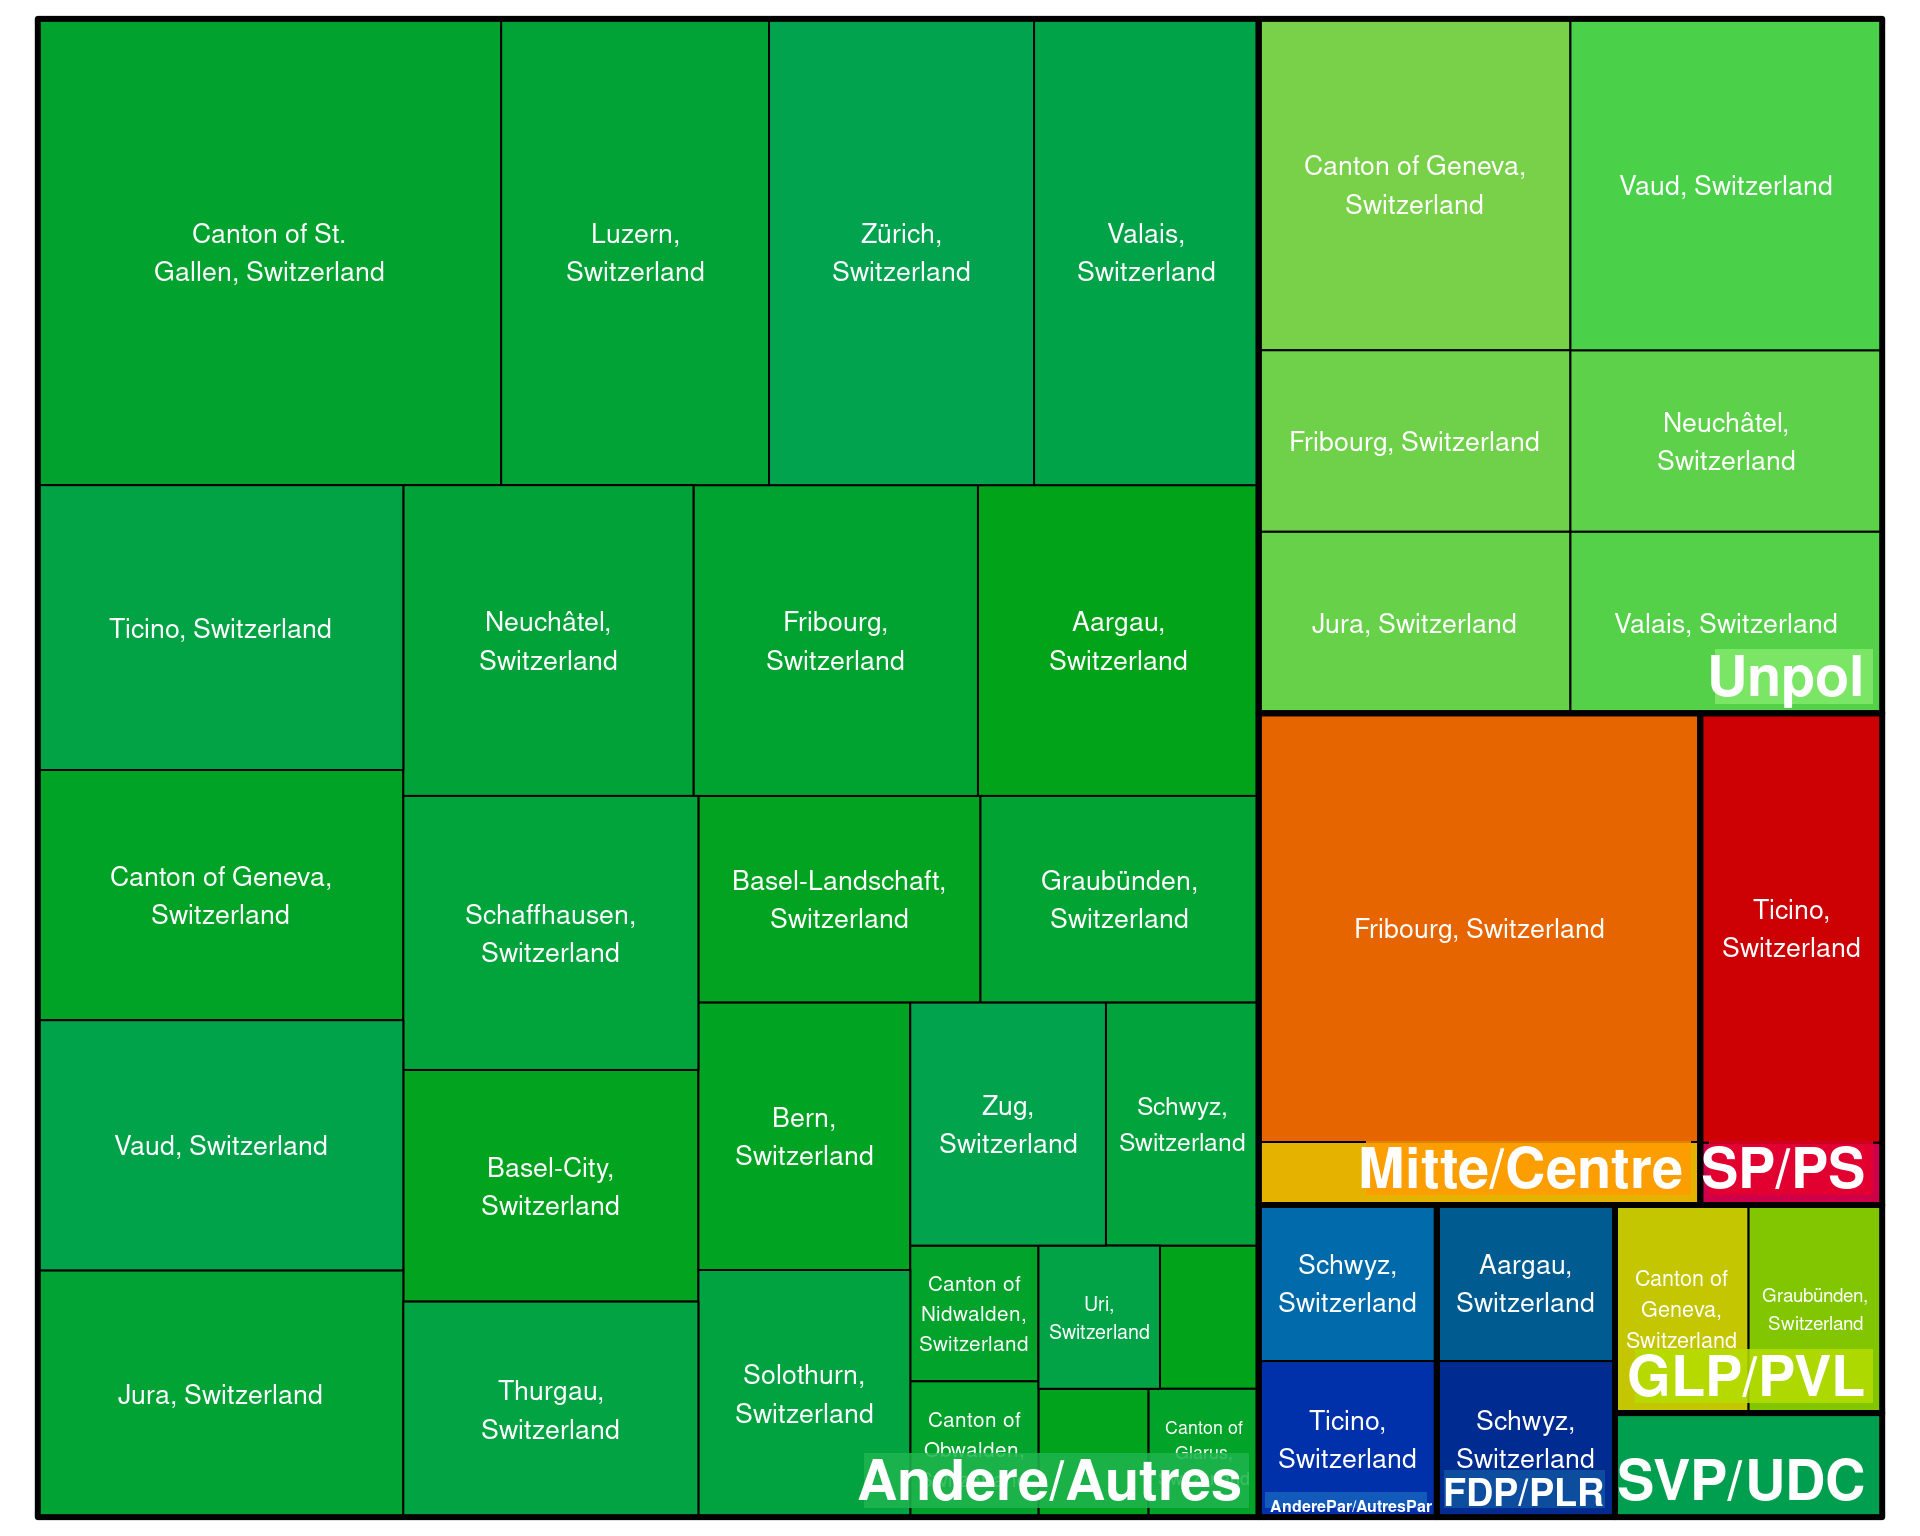 Canton of St.
Gallen, Switzerland
Luzern,
Switzerland
Zürich,
Switzerland
Valais,
Switzerland
Ticino, Switzerland
Neuchâtel,
Switzerland
Fribourg,
Switzerland
Aargau,
Switzerland
Canton of Geneva,
Switzerland
Schaffhausen,
Switzerland
Basel-Landschaft,
Switzerland
Graubünden,
Switzerland
Vaud, Switzerland
Basel-City,
Switzerland
Bern,
Switzerland
Zug,
Switzerland
Schwyz,
Switzerland
Jura, Switzerland
Thurgau,
Switzerland
Solothurn,
Switzerland
Canton of
Nidwalden,
Switzerland
Uri,
Switzerland
Canton of
Obwalden,
Canton of
Glarus,
Andere/Autres
Canton of Geneva,
Switzerland
Vaud, Switzerland
Fribourg, Switzerland
Neuchâtel,
Switzerland
Jura, Switzerland
Valais, Switzerland
Unpol
Fribourg, Switzerland
Mitte/Centre
Ticino,
Switzerland
SP/PS
Schwyz,
Switzerland
Ticino,
Switzerland
AnderePar/AutresPar
Aargau,
Switzerland
Schwyz,
Switzerland
FDP/PLR
Canton of
Geneva,
Switzerland
Graubünden,
Switzerland
GLP/PVL
SVP/UDC